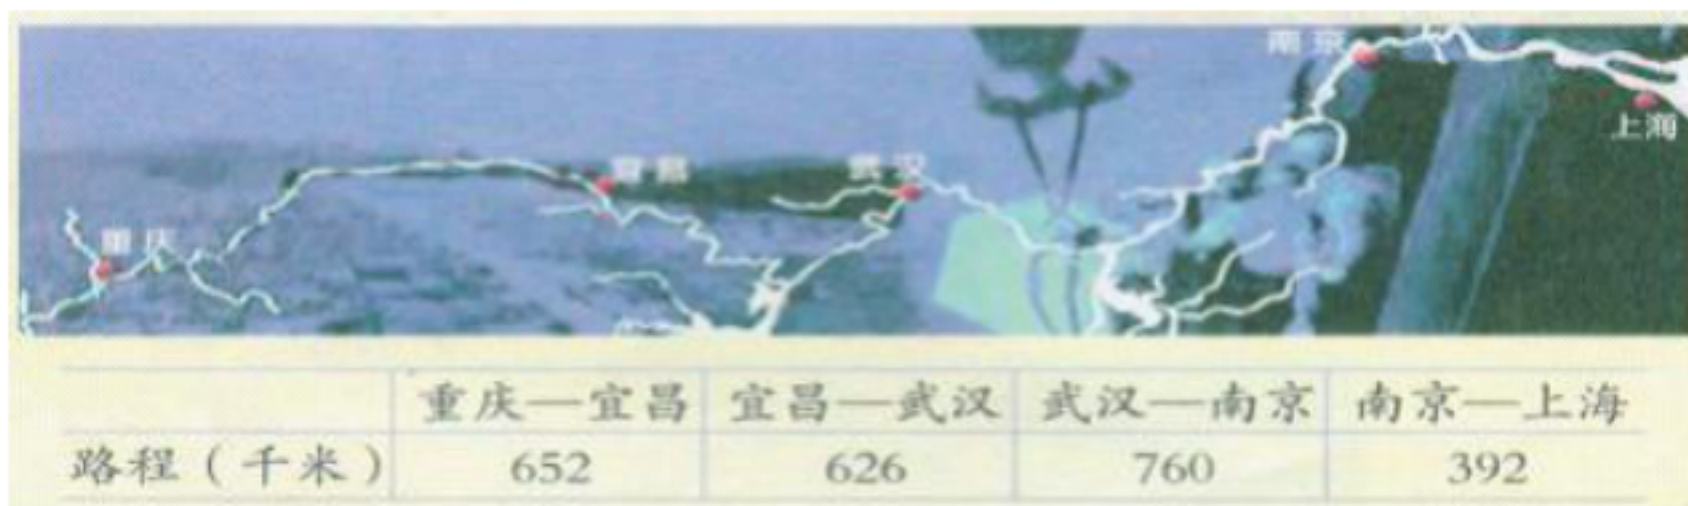 南京
上海
宜昌
武汉
重庆
重庆—宜昌 宜昌—武汉 武汉—南京 南京—上海
路程（千米） 652 626 760 392